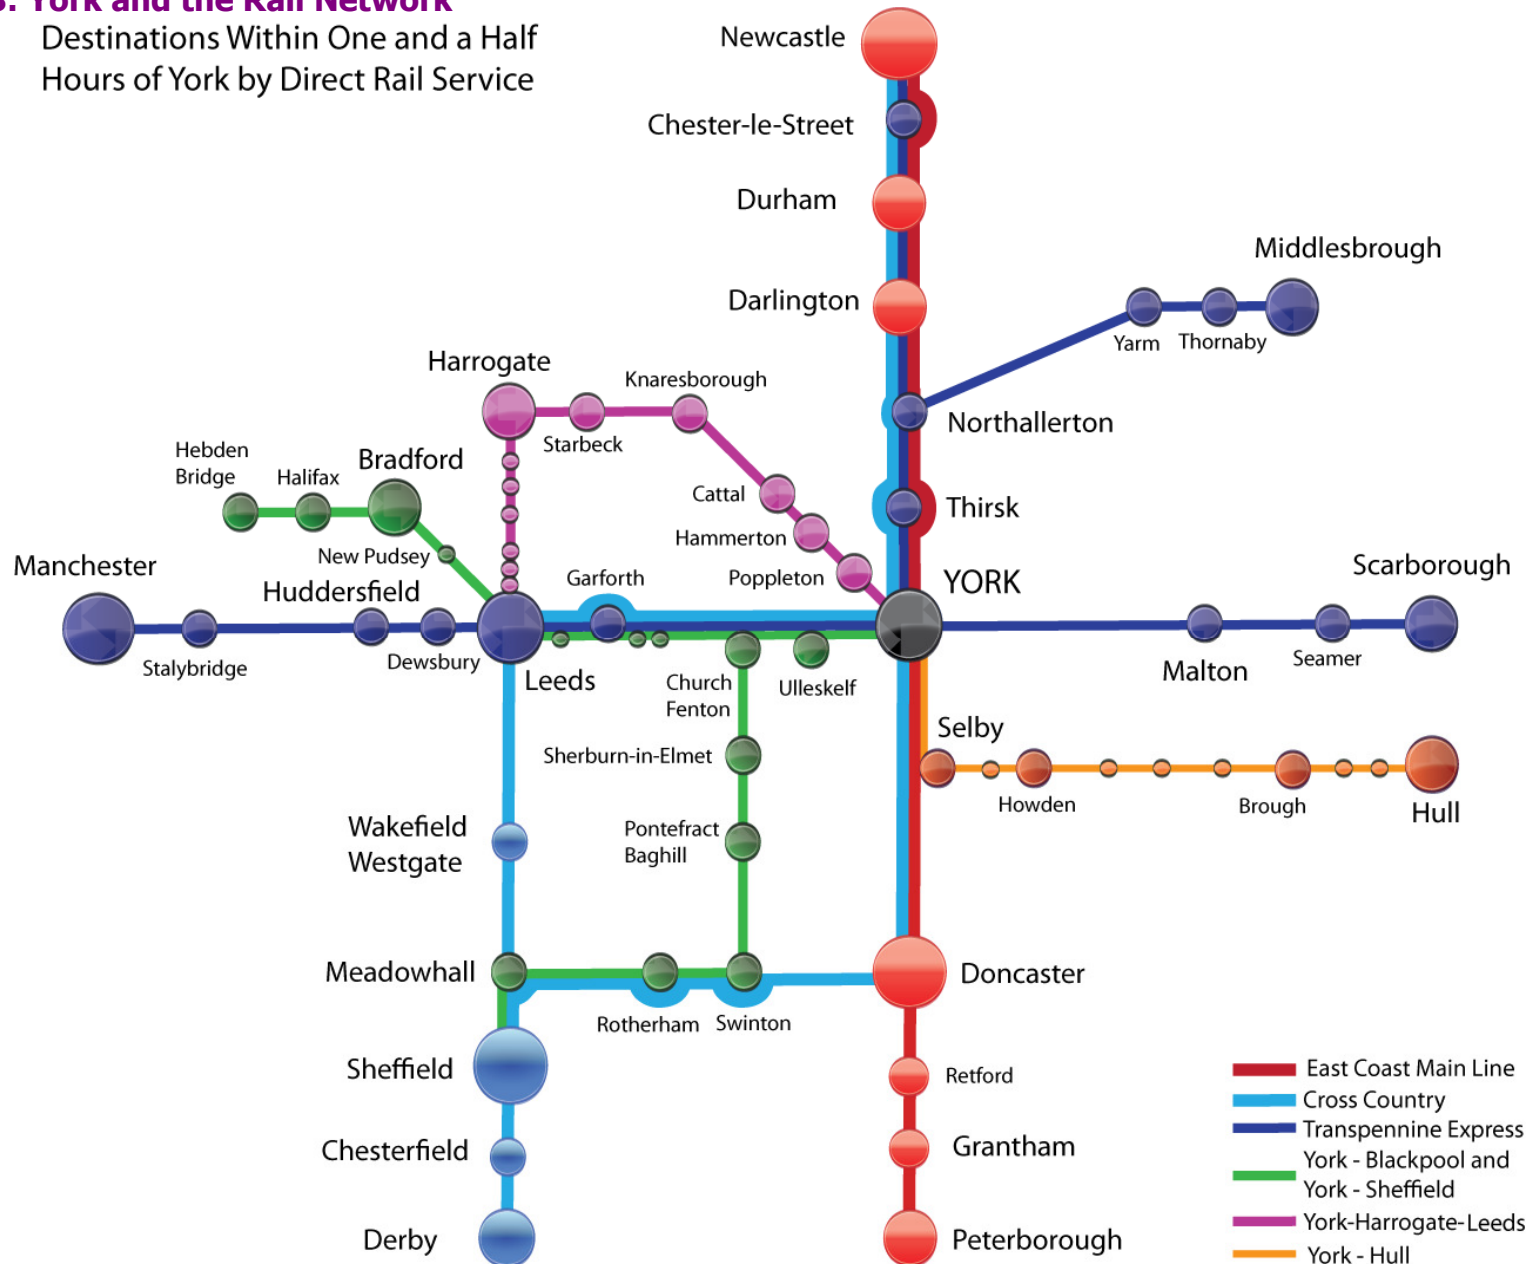 3. York and the Rail Network
Destinations Within One and a Half
Hours of York by Direct Rail Service
Newcastle
Chester-le-Street
Durham
Middlesbrough
Darlington
Yarm
Thornaby
Harrogate
Knaresborough
Starbeck
Northallerton
Hebden
Bridge
Halifax
Bradford
Cattal
Thirsk
Hammerton
New Pudsey
Manchester
Huddersfield
Garforth
Poppleton
YORK
Scarborough
Stalybridge
Dewsbury
Leeds
Church
Fenton
Ulleskelf
Malton
Seamer
Selby
Sherburn-in-Elmet
Howden
Brough
Hull
Wakefield
Westgate
Pontefract
Baghill
Meadowhall
Doncaster
Rotherham
Swinton
Sheffield
Retford
Chesterfield
Grantham
Derby
Peterborough
East Coast Main Line
Cross Country
Transpennine Express
York - Blackpool and
York - Sheffield
York-Harrogate-Leeds
York - Hull